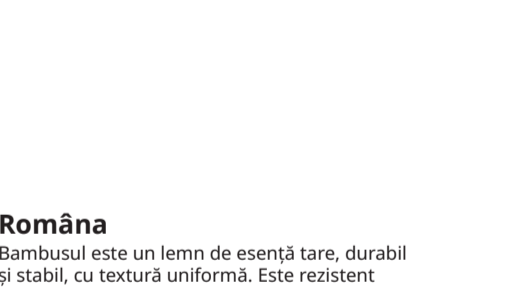 Româna
Bambusul este un lemn de esență tare, durabil
și stabil, cu textură uniformă. Este rezistent